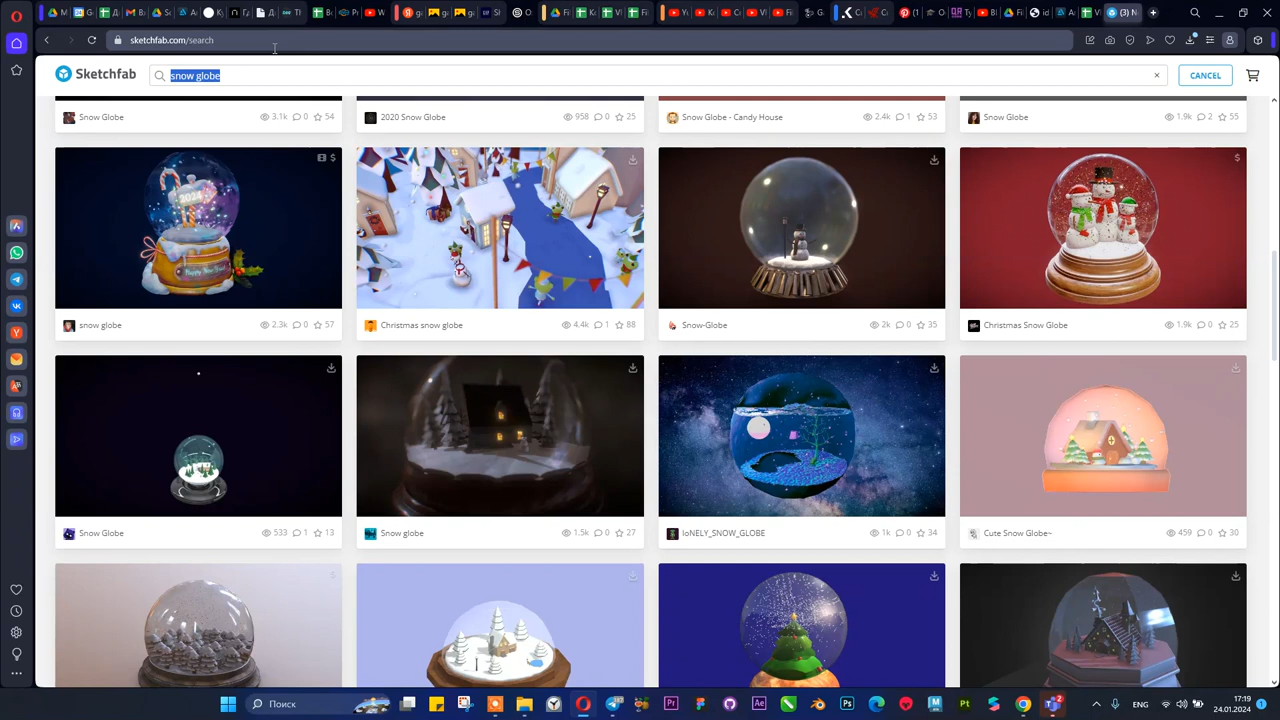 sketchfab.com/search
Sketchfab
snow globe
CANCEL
Snow Globe 3.1k 0 54
2020 Snow Globe 958 0 25
Snow Globe - Candy House 2.4k 1 53
Snow Globe 1.9k 2 55
2024
Happy New Year
snow globe 2.3k 0 57
Christmas snow globe 4.4k 1 88
Snow-Globe 2k 0 35
Christmas Snow Globe 1.9k 0 25
Snow Globe 533 1 13
Snow globe 1.5k 0 27
loNELY_SNOW_GLOBE 1k 0 34
Cute Snow Globe~ 459 0 30
Поиск
ENG
17:19
24.01.2024